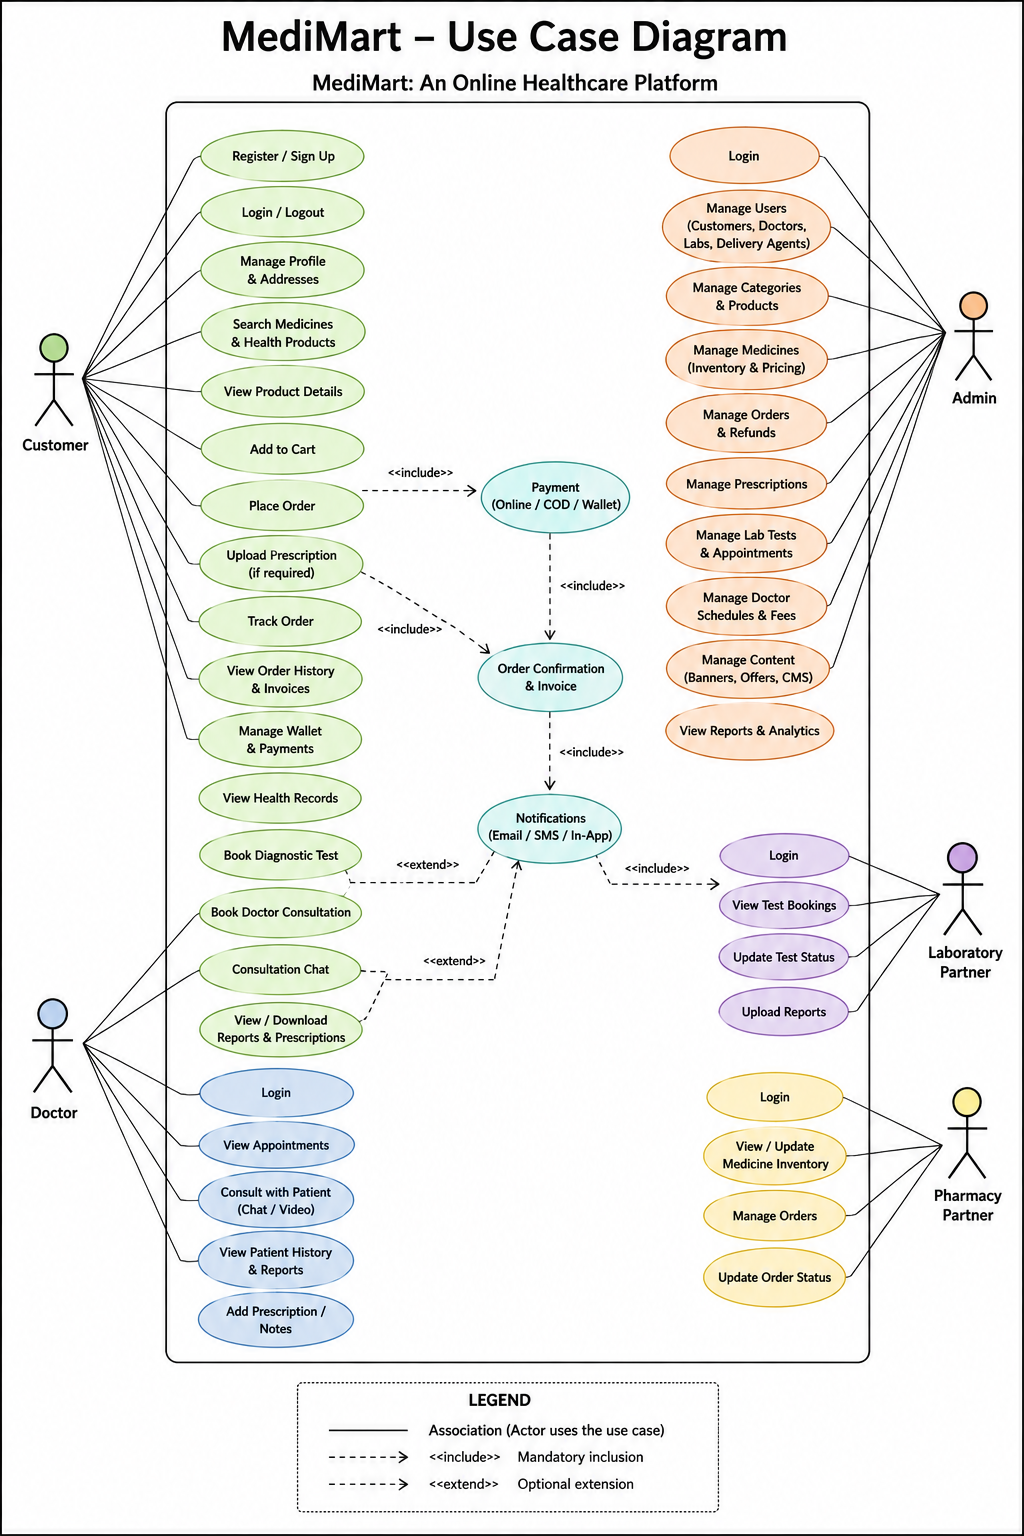 MediMart – Use Case Diagram
MediMart: An Online Healthcare Platform
Register / Sign Up
Login / Logout
Manage Profile
& Addresses
Search Medicines
& Health Products
View Product Details
Add to Cart
Place Order
Upload Prescription
(if required)
Track Order
View Order History
& Invoices
Manage Wallet
& Payments
View Health Records
Book Diagnostic Test
Book Doctor Consultation
Consultation Chat
View / Download
Reports & Prescriptions
Login
View Appointments
Consult with Patient
(Chat / Video)
View Patient History
& Reports
Add Prescription /
Notes
Customer
Doctor
<<include>>
Payment
(Online / COD / Wallet)
<<include>>
<<include>>
Order Confirmation
& Invoice
<<include>>
Notifications
(Email / SMS / In-App)
<<extend>>
<<include>>
<<extend>>
Login
Manage Users
(Customers, Doctors,
Labs, Delivery Agents)
Manage Categories
& Products
Manage Medicines
(Inventory & Pricing)
Manage Orders
& Refunds
Manage Prescriptions
Manage Lab Tests
& Appointments
Manage Doctor
Schedules & Fees
Manage Content
(Banners, Offers, CMS)
View Reports & Analytics
Admin
Login
View Test Bookings
Update Test Status
Upload Reports
Laboratory
Partner
Login
View / Update
Medicine Inventory
Manage Orders
Update Order Status
Pharmacy
Partner
LEGEND
Association (Actor uses the use case)
<<include>> Mandatory inclusion
<<extend>> Optional extension